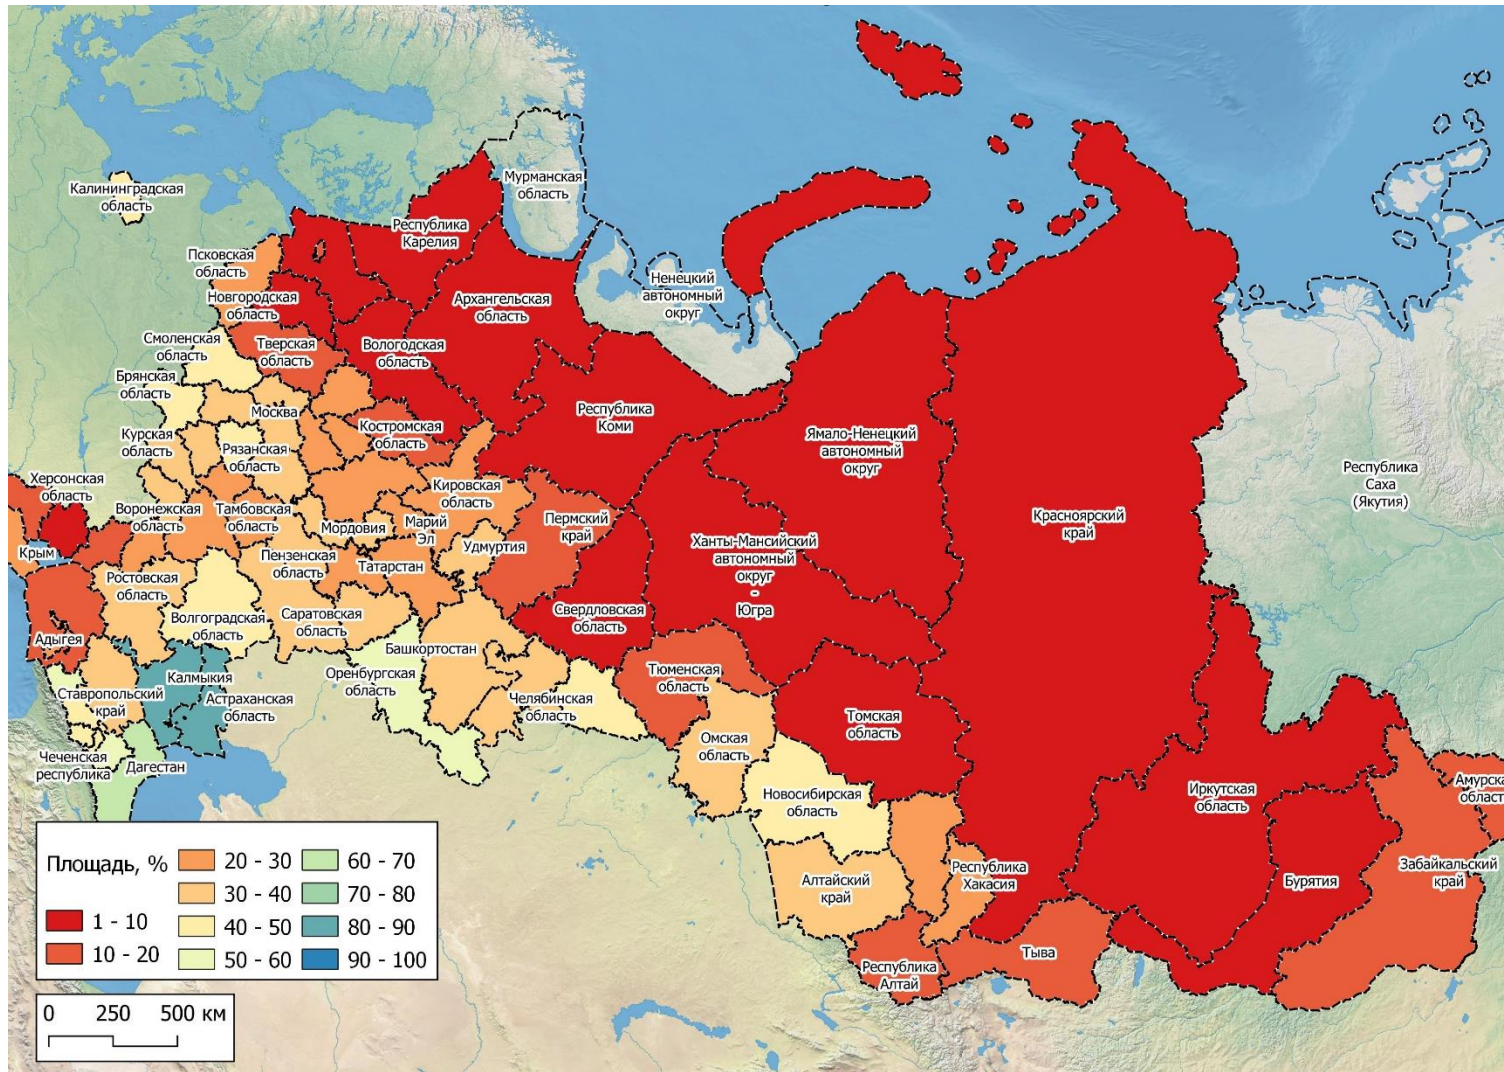 Калининградская
область
Мурманская
область
Республика
Карелия
Псковская
область
Ненецкий
автономный
округ
Новгородская
область
Архангельская
область
Смоленская
область
Тверская
область
Вологодская
область
Брянская
область
Москва
Костромская
область
Республика
Коми
Ямало-Ненецкий
автономный
округ
Курская
область
Рязанская
область
Республика
Саха
(Якутия)
Херсонская
область
Кировская
область
Воронежская
область
Тамбовская
область
Мордовия
Марий
Эл
Пермский
край
Красноярский
край
Крым
Пензенская
область
Татарстан
Удмуртия
Ханты-Мансийский
автономный
округ
-
Югра
Ростовская
область
Волгоградская
область
Саратовская
область
Свердловская
область
Адыгея
Башкортостан
Калмыкия
Оренбургская
область
Тюменская
область
Ставропольский
край
Астраханская
область
Челябинская
область
Томская
область
Чеченская
республика
Дагестан
Омская
область
Новосибирская
область
Иркутская
область
Амурска
област
Алтайский
край
Республика
Хакасия
Бурятия
Забайкальский
край
Республика
Алтай
Тыва
Площадь, %
1 - 10
10 - 20
20 - 30
30 - 40
40 - 50
50 - 60
60 - 70
70 - 80
80 - 90
90 - 100
0 250 500 км